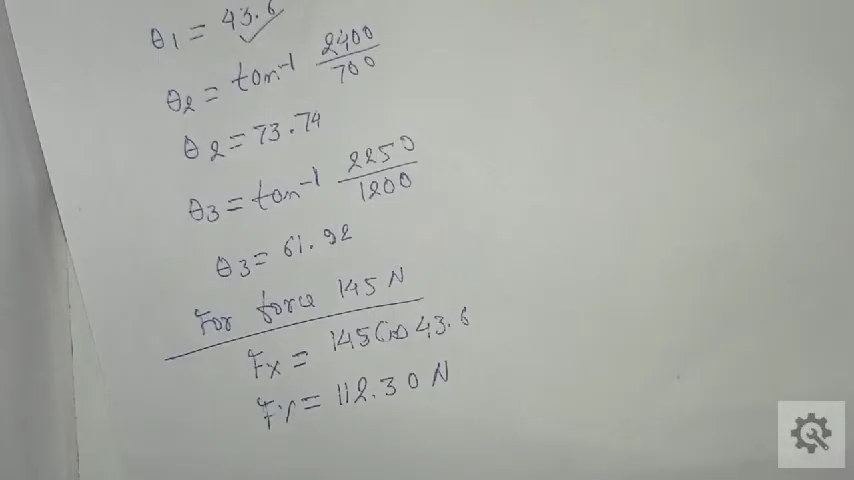 θ1 = 43.6
θ2 = tan⁻¹ 2400/700
θ2 = 73.74
θ3 = tan⁻¹ 2250/1200
θ3 = 61.92
For force 145 N
Fx = 145 Cos 43.6
Fx = 112.30 N